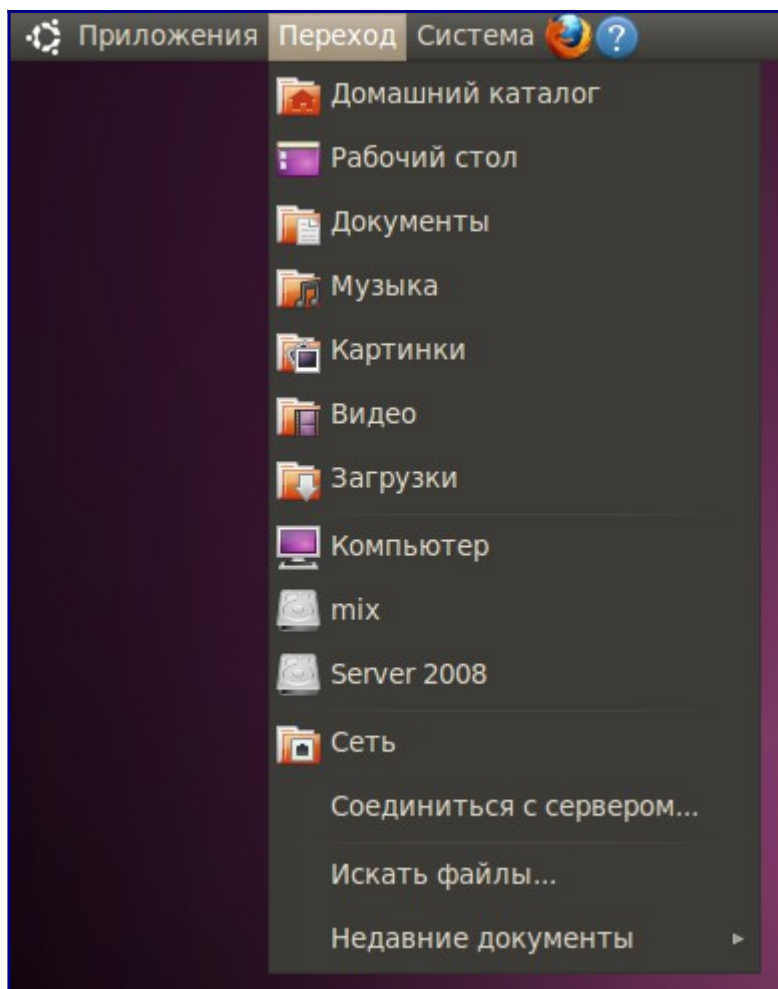 Приложения Переход Система ?
Домашний каталог
Рабочий стол
Документы
Музыка
Картинки
Видео
Загрузки
Компьютер
mix
Server 2008
Сеть
Соединиться с сервером...
Искать файлы...
Недавние документы